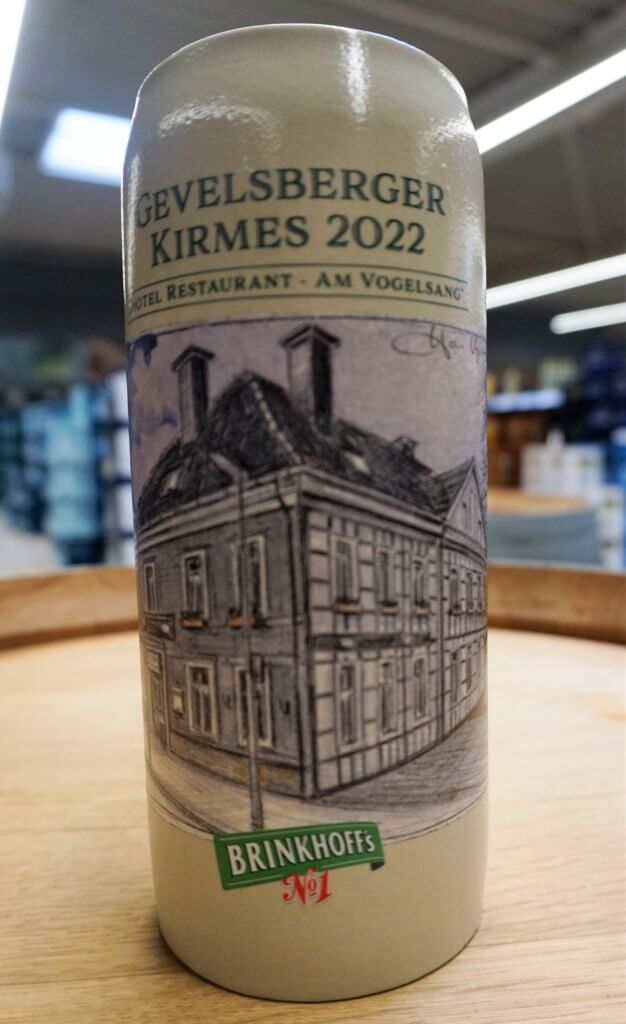 GEVELSBERGER
KIRMES 2022
HOTEL RESTAURANT - AM VOGELSANG
BRINKHOFF's
No1